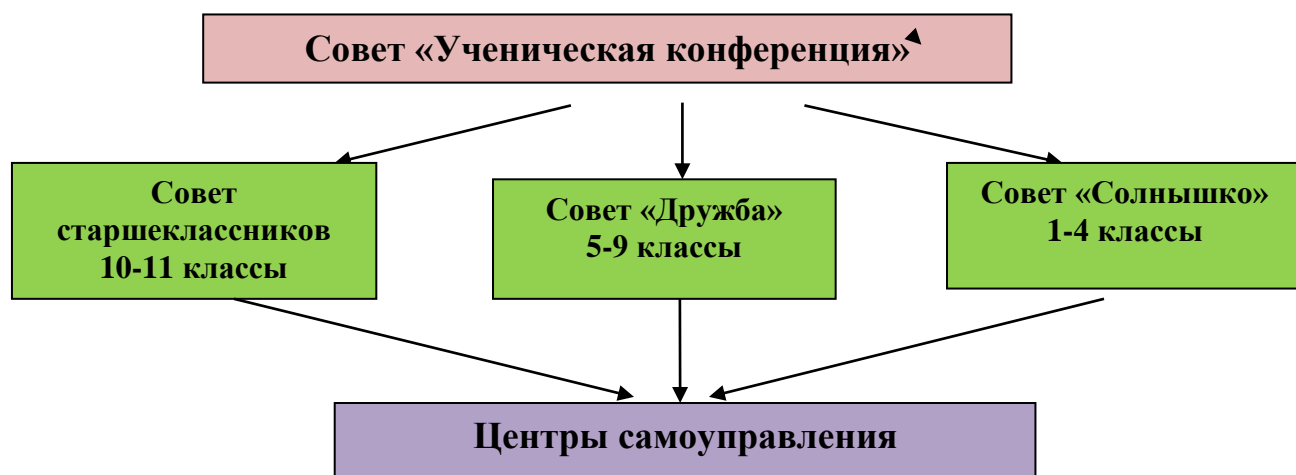 Совет «Ученическая конференция»
Совет
старшеклассников
10-11 классы
Совет «Дружба»
5-9 классы
Совет «Солнышко»
1-4 классы
Центры самоуправления